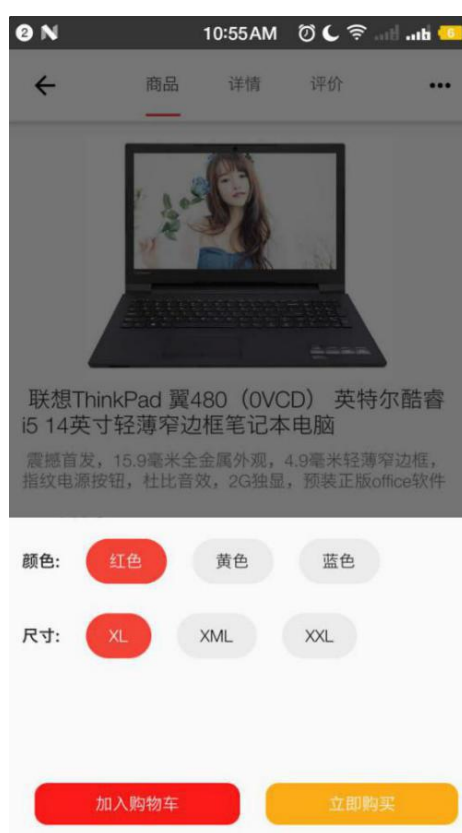 2 N 10:55AM 6
商品 详情 评价
联想ThinkPad 翼480（0VCD） 英特尔酷睿
i5 14英寸轻薄窄边框笔记本电脑
震撼首发，15.9毫米全金属外观，4.9毫米轻薄窄边框，
指纹电源按钮，杜比音效，2G独显，预装正版office软件
颜色: 红色 黄色 蓝色
尺寸: XL XML XXL
加入购物车 立即购买